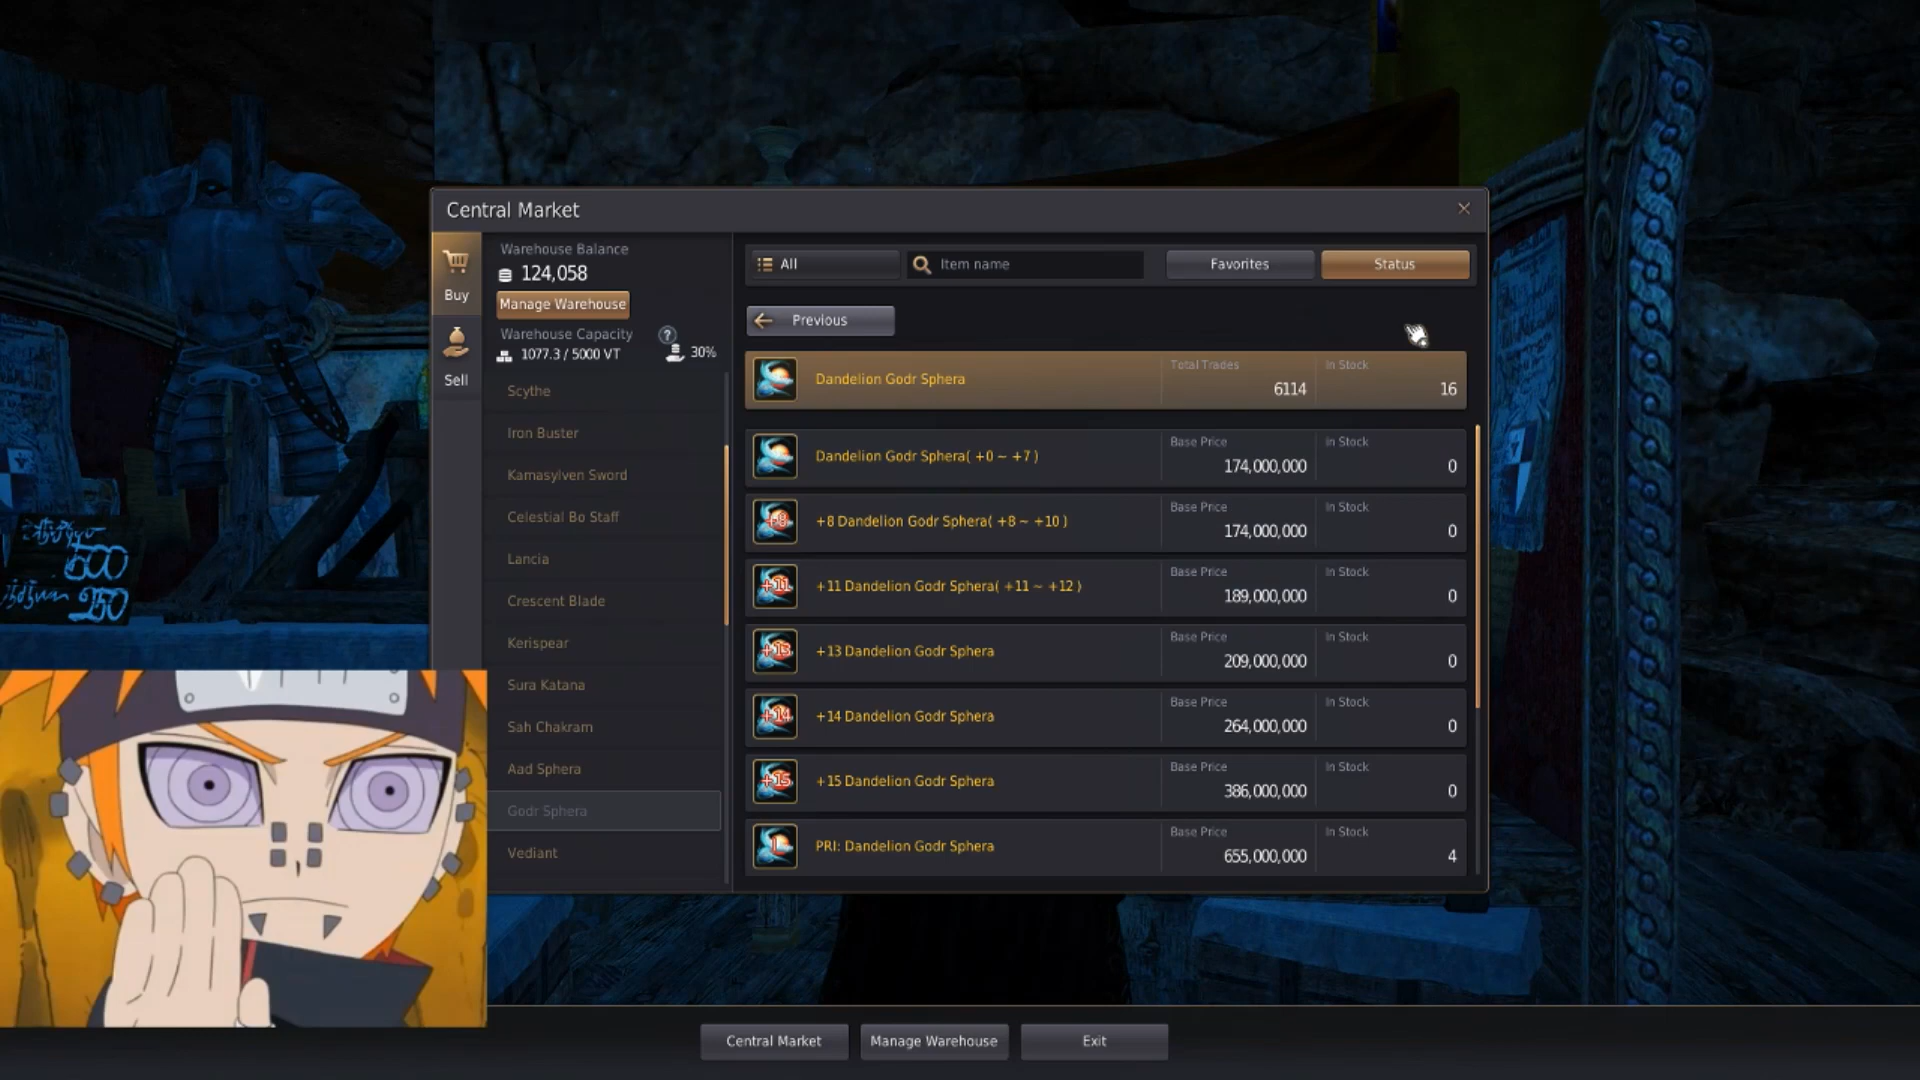 Central Market
Buy
Sell
Warehouse Balance
124,058
Manage Warehouse
Warehouse Capacity
?
1077.3 / 5000 VT
30%
Scythe
Iron Buster
Kamasylven Sword
Celestial Bo Staff
Lancia
Crescent Blade
Kerispear
Sura Katana
Sah Chakram
Aad Sphera
Godr Sphera
Vediant
All
Item name
Favorites
Status
Previous
Dandelion Godr Sphera
Total Trades
6114
In Stock
16
Dandelion Godr Sphera( +0 ~ +7 )
Base Price
174,000,000
In Stock
0
+8
+8 Dandelion Godr Sphera( +8 ~ +10 )
Base Price
174,000,000
In Stock
0
+11
+11 Dandelion Godr Sphera( +11 ~ +12 )
Base Price
189,000,000
In Stock
0
+13
+13 Dandelion Godr Sphera
Base Price
209,000,000
In Stock
0
+14
+14 Dandelion Godr Sphera
Base Price
264,000,000
In Stock
0
+15
+15 Dandelion Godr Sphera
Base Price
386,000,000
In Stock
0
I
PRI: Dandelion Godr Sphera
Base Price
655,000,000
In Stock
4
Central Market
Manage Warehouse
Exit